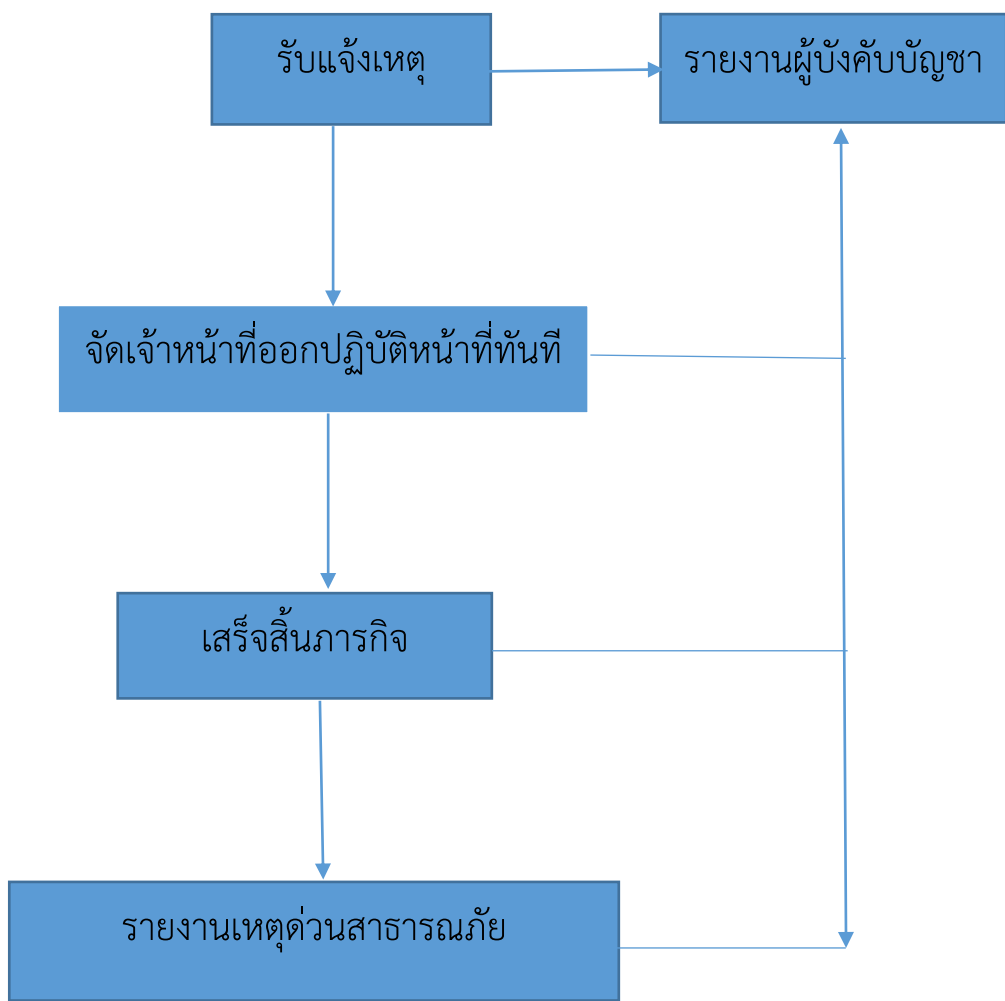 รับแจ้งเหตุ
รายงานผู้บังคับบัญชา
จัดเจ้าหน้าที่ออกปฏิบัติหน้าที่ทันที
เสร็จสิ้นภารกิจ
รายงานเหตุด่วนสาธารณภัย